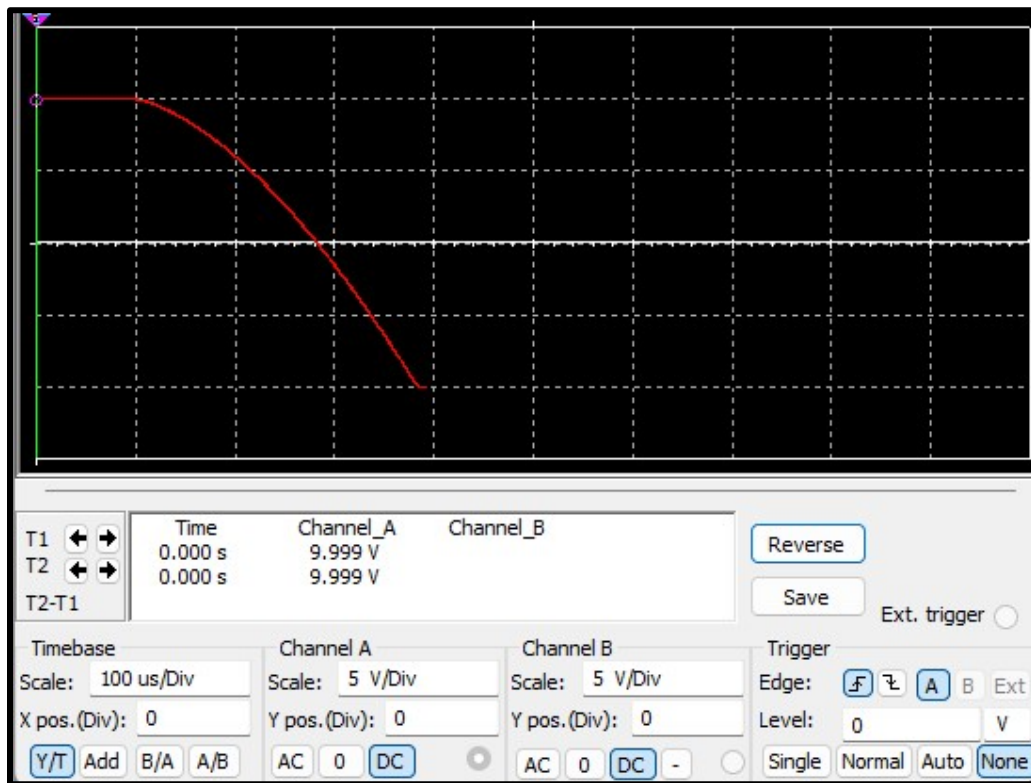 Time Channel_A Channel_B
T1 0.000 s 9.999 V
T2 0.000 s 9.999 V
T2-T1
Reverse
Save
Ext. trigger
Timebase
Scale: 100 us/Div
X pos.(Div): 0
Y/T Add B/A A/B
Channel A
Scale: 5 V/Div
Y pos.(Div): 0
AC 0 DC
Channel B
Scale: 5 V/Div
Y pos.(Div): 0
AC 0 DC -
Trigger
Edge: A B Ext
Level: 0 V
Single Normal Auto None